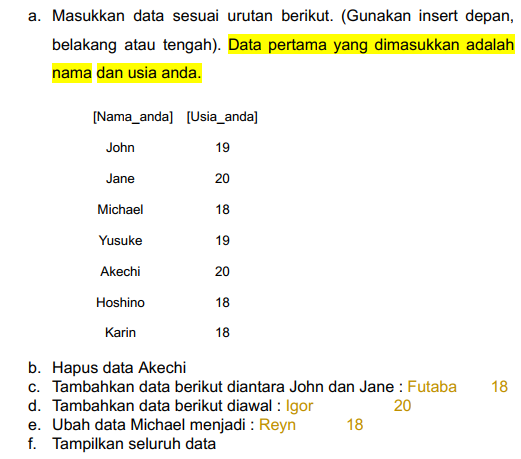 a. Masukkan data sesuai urutan berikut. (Gunakan insert depan,
belakang atau tengah). Data pertama yang dimasukkan adalah
nama dan usia anda.
[Nama_anda] [Usia_anda]
John 19
Jane 20
Michael 18
Yusuke 19
Akechi 20
Hoshino 18
Karin 18
b. Hapus data Akechi
c. Tambahkan data berikut diantara John dan Jane : Futaba 18
d. Tambahkan data berikut diawal : Igor 20
e. Ubah data Michael menjadi : Reyn 18
f. Tampilkan seluruh data